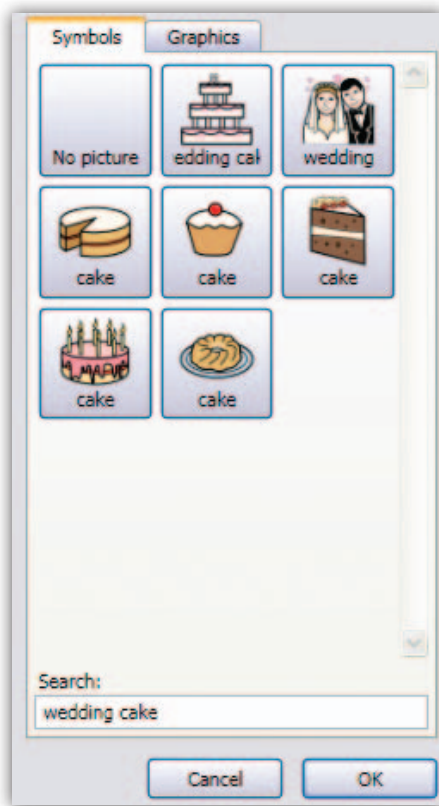 Symbols Graphics
No picture edding cak wedding
cake cake cake
cake cake
Search:
wedding cake
Cancel OK